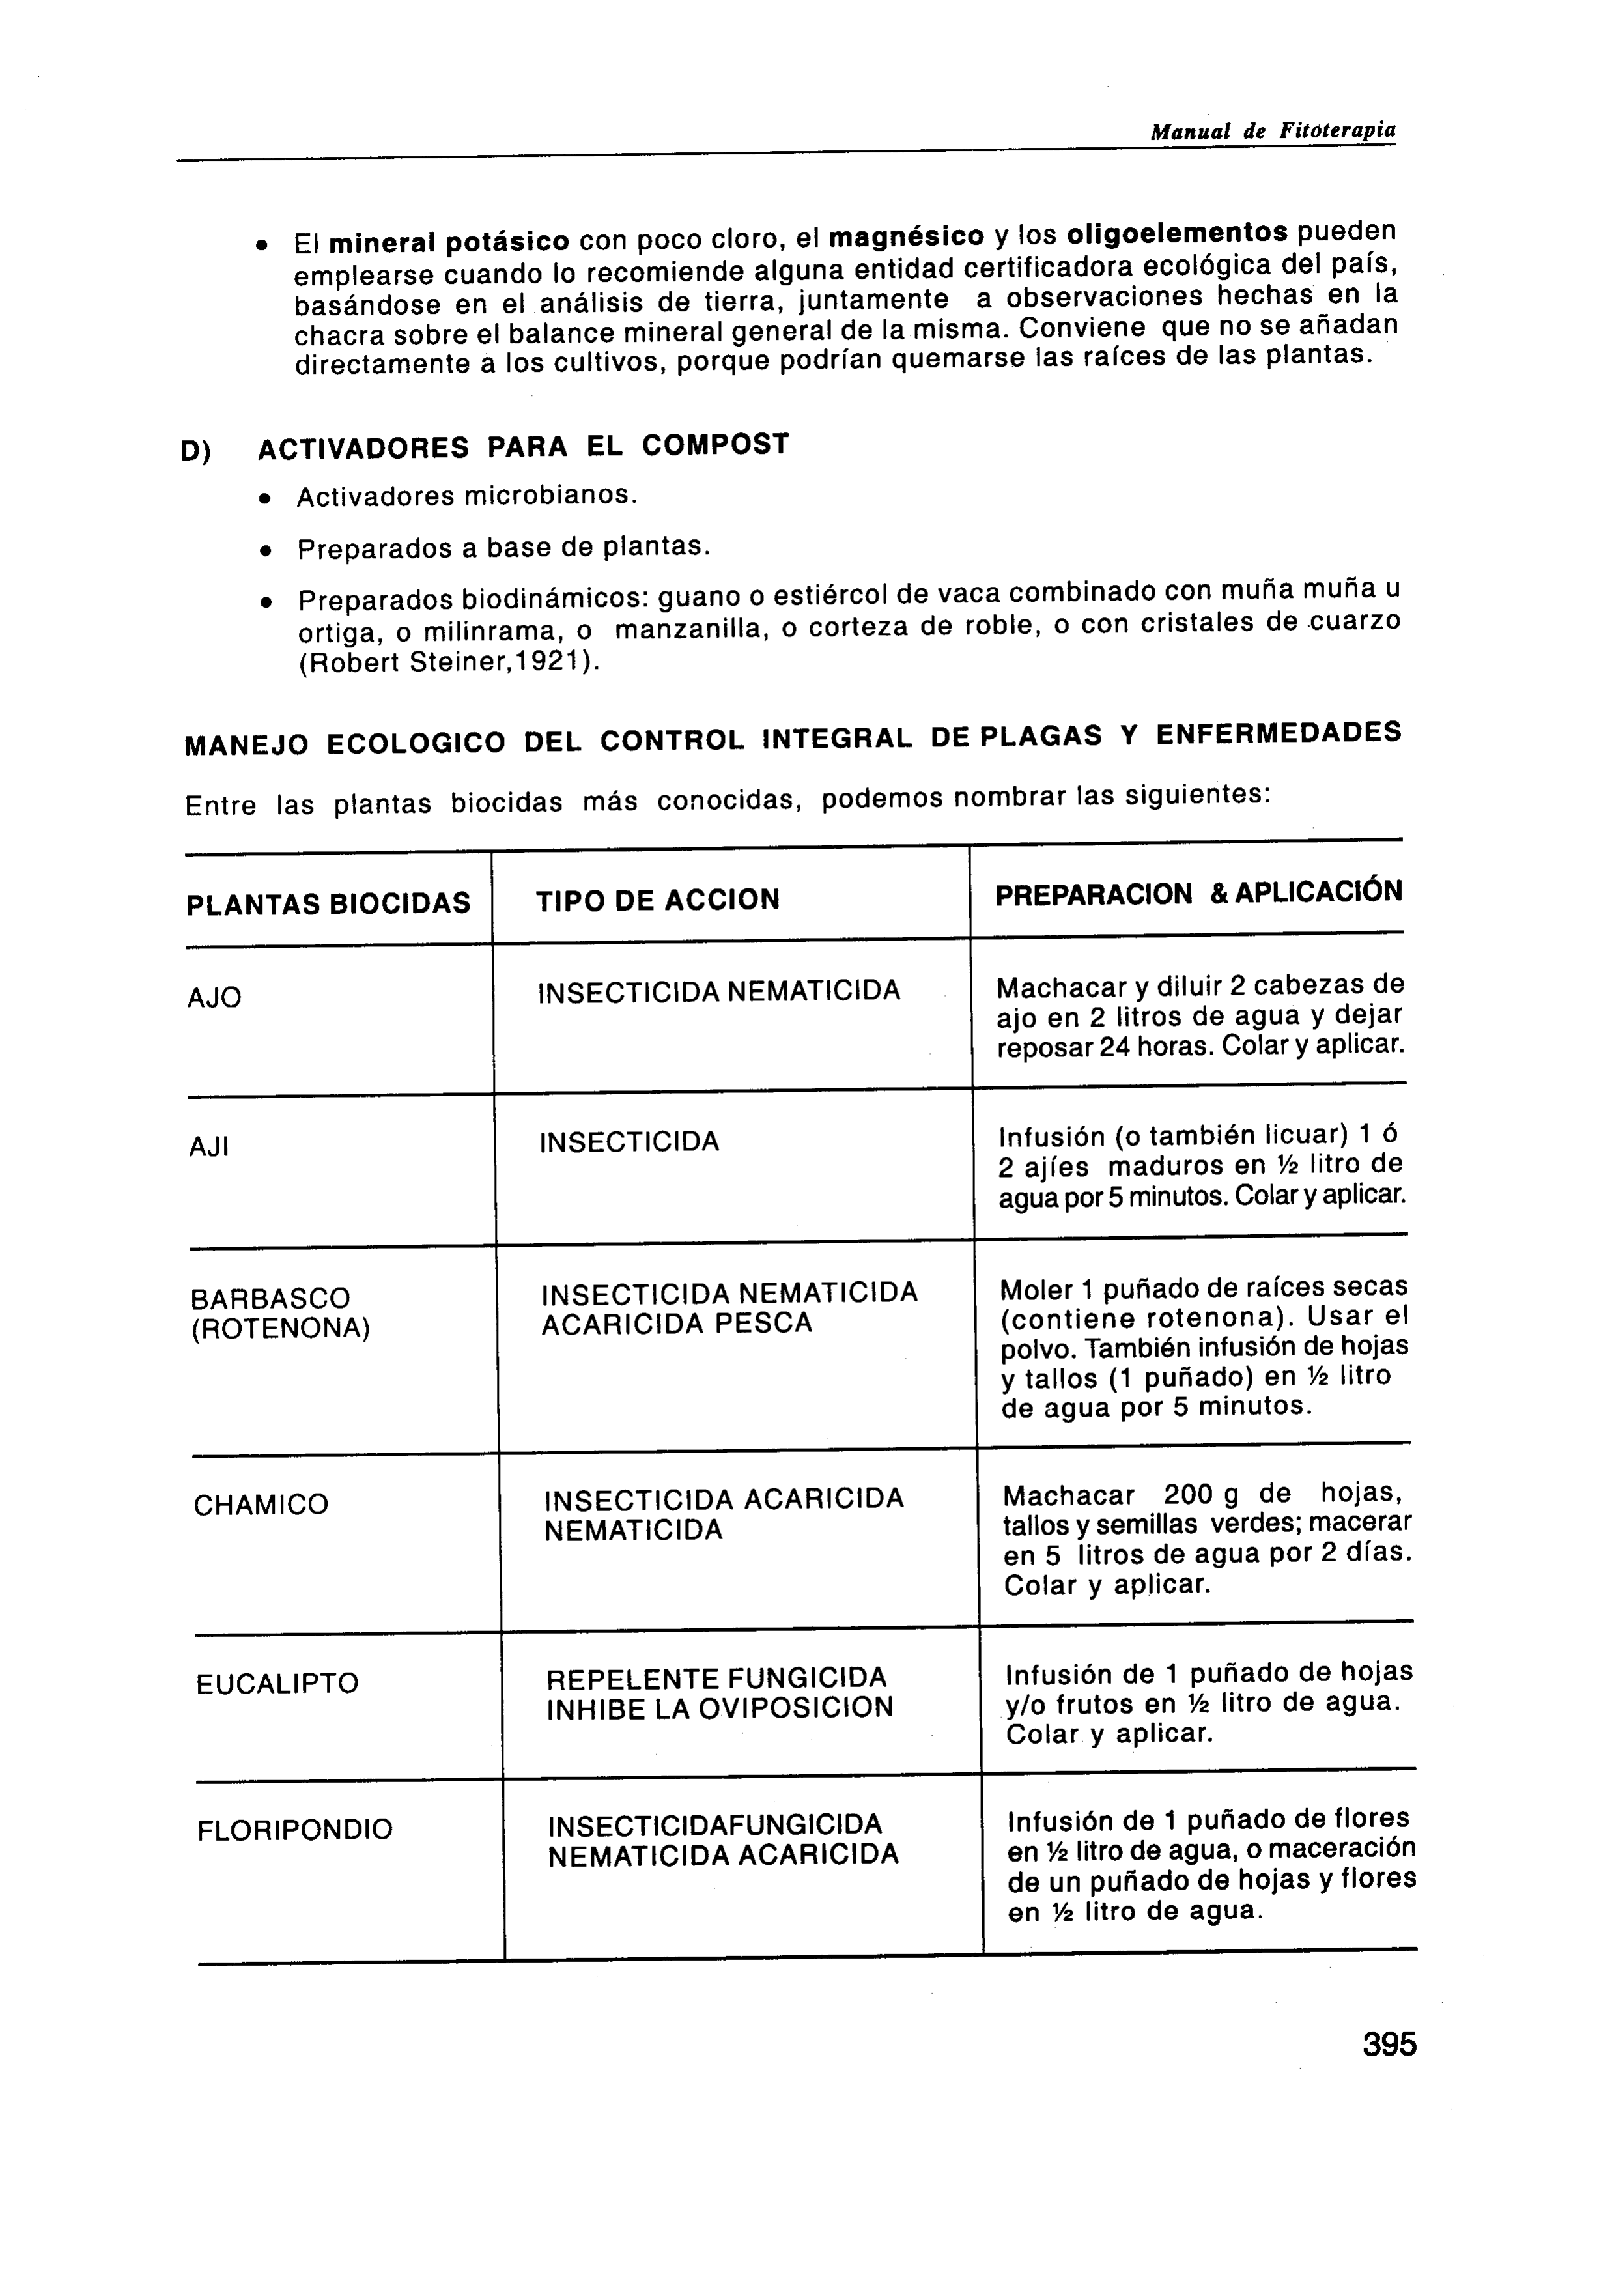 Manual de Fitoterapia
• El mineral potásico con poco cloro, el magnésico y los oligoelementos pueden
emplearse cuando lo recomiende alguna entidad certificadora ecológica del país,
basándose en el análisis de tierra, juntamente a observaciones hechas en la
chacra sobre el balance mineral general de la misma. Conviene que no se añadan
directamente a los cultivos, porque podrían quemarse las raíces de las plantas.
D) ACTIVADORES PARA EL COMPOST
• Activadores microbianos.
• Preparados a base de plantas.
• Preparados biodinámicos: guano o estiércol de vaca combinado con muña muña u
ortiga, o milinrama, o manzanilla, o corteza de roble, o con cristales de cuarzo
(Robert Steiner,1921).
MANEJO ECOLOGICO DEL CONTROL INTEGRAL DE PLAGAS Y ENFERMEDADES
Entre las plantas biocidas más conocidas, podemos nombrar las siguientes:
PLANTAS BIOCIDAS
TIPO DE ACCION
PREPARACION & APLICACIÓN
AJO
INSECTICIDA NEMATICIDA
Machacar y diluir 2 cabezas de
ajo en 2 litros de agua y dejar
reposar 24 horas. Colar y aplicar.
AJI
INSECTICIDA
Infusión (o también licuar) 1 ó
2 ajíes maduros en ½ litro de
agua por 5 minutos. Colar y aplicar.
BARBASCO
(ROTENONA)
INSECTICIDA NEMATICIDA
ACARICIDA PESCA
Moler 1 puñado de raíces secas
(contiene rotenona). Usar el
polvo. También infusión de hojas
y tallos (1 puñado) en ½ litro
de agua por 5 minutos.
CHAMICO
INSECTICIDA ACARICIDA
NEMATICIDA
Machacar 200 g de hojas,
tallos y semillas verdes; macerar
en 5 litros de agua por 2 días.
Colar y aplicar.
EUCALIPTO
REPELENTE FUNGICIDA
INHIBE LA OVIPOSICION
Infusión de 1 puñado de hojas
y/o frutos en ½ litro de agua.
Colar y aplicar.
FLORIPONDIO
INSECTICIDAFUNGICIDA
NEMATICIDA ACARICIDA
Infusión de 1 puñado de flores
en ½ litro de agua, o maceración
de un puñado de hojas y flores
en ½ litro de agua.
395